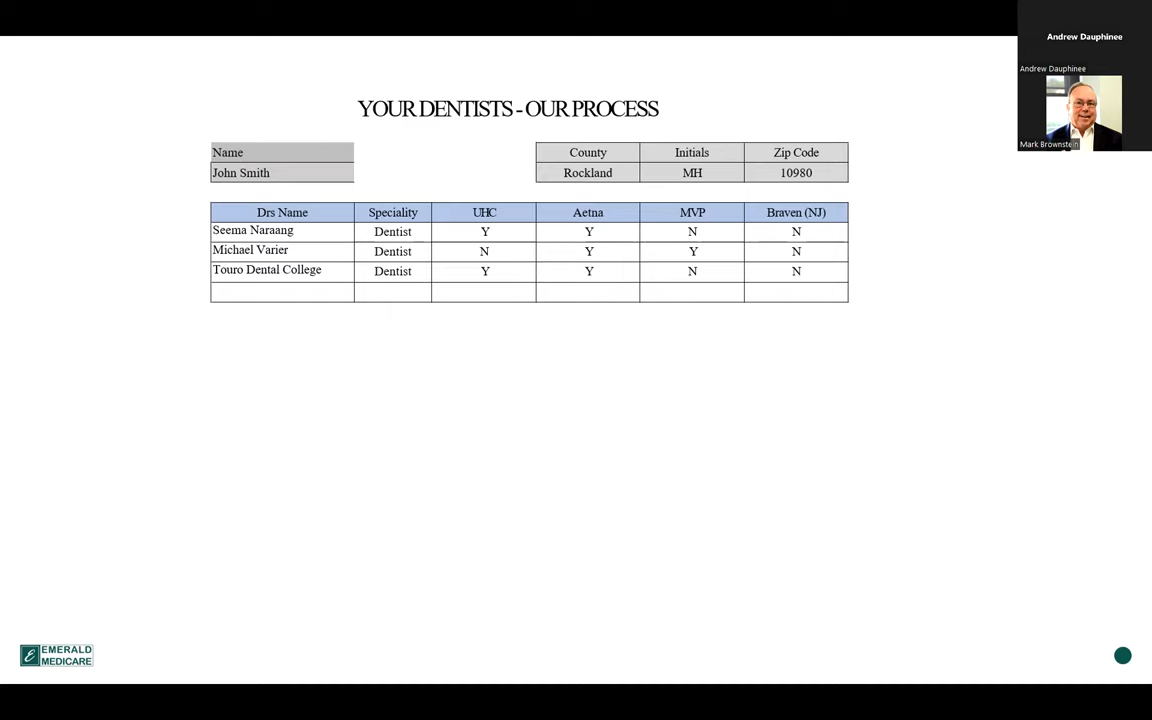 Andrew Dauphinee
Andrew Dauphinee
Mark Brownstein
YOUR DENTISTS - OUR PROCESS
Name
John Smith
County Initials Zip Code
Rockland MH 10980
Drs Name Speciality UHC Aetna MVP Braven (NJ)
Seema Naraang Dentist Y Y N N
Michael Varier Dentist N Y Y N
Touro Dental College Dentist Y Y N N
EMERALD
MEDICARE